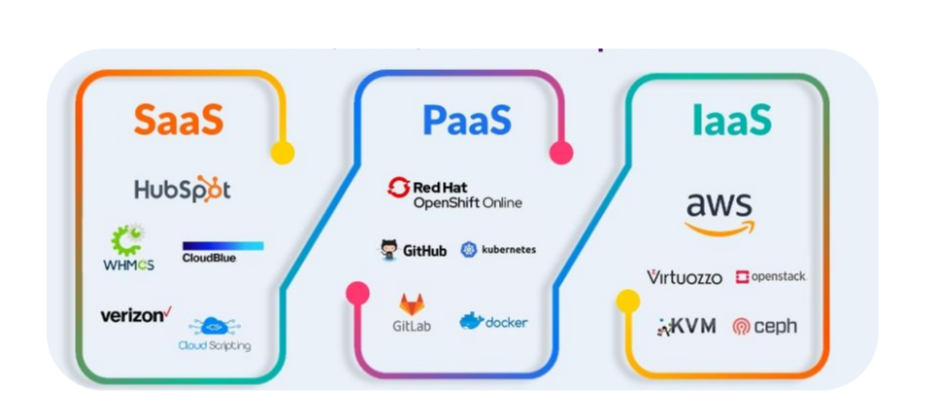 SaaS
HubSpot
WHMCS
CloudBlue
verizon
Cloud Scripting
PaaS
Red Hat
OpenShift Online
GitHub
kubernetes
GitLab
docker
IaaS
aws
Virtuozzo
openstack.
KVM
ceph